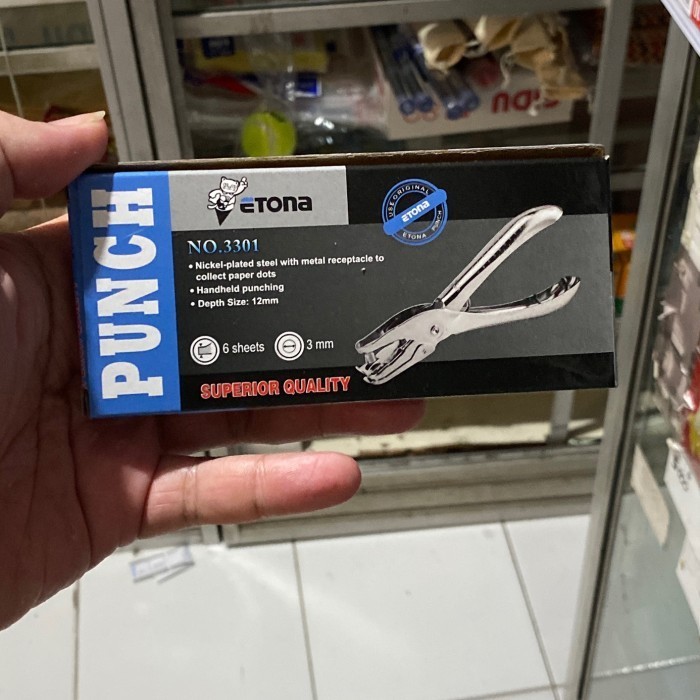 PUNCH
ETONA
USE ORIGINAL
ETONA
ETONA PUNCH
NO.3301
• Nickel-plated steel with metal receptacle to
collect paper dots
• Handheld punching
• Depth Size: 12mm
6 sheets
3 mm
SUPERIOR QUALITY